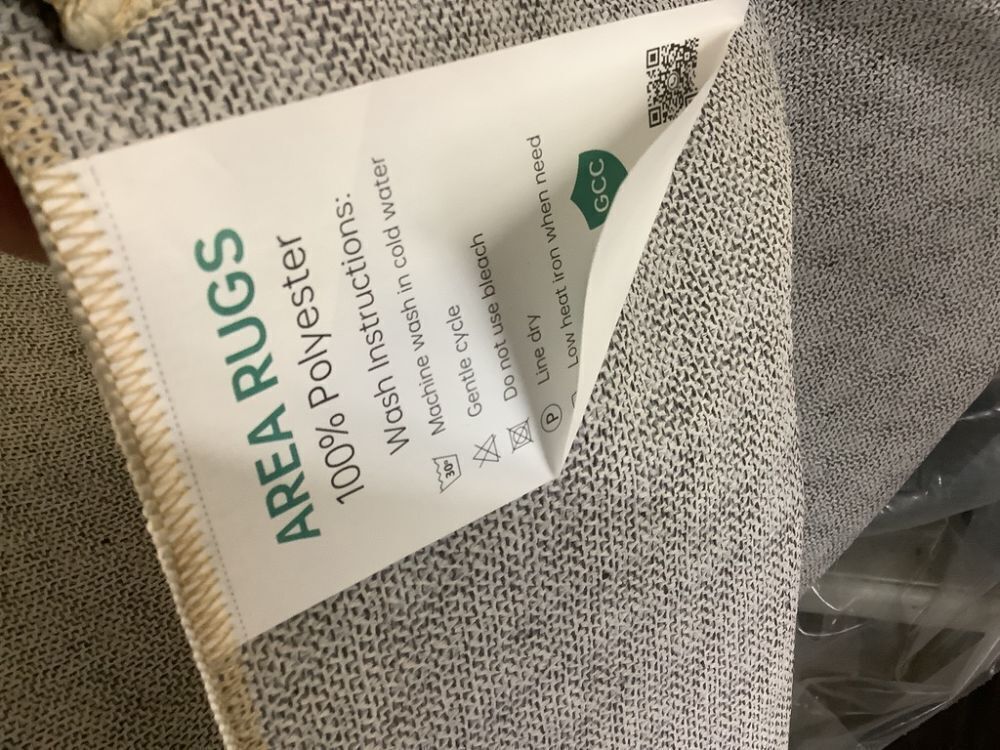 AREA RUGS
100% Polyester
Wash Instructions:
Machine wash in cold water
30°
Gentle cycle
Do not use bleach
Line dry
P
Low heat iron when need
GCC